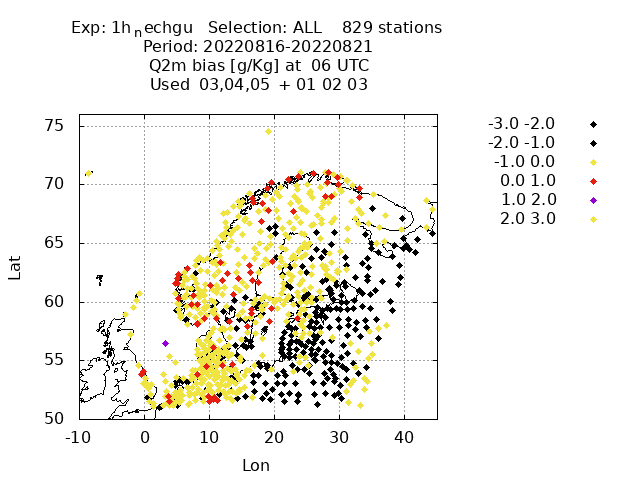 Exp: 1h_nechgu Selection: ALL 829 stations
Period: 20220816-20220821
Q2m bias [g/Kg] at 06 UTC
Used 03,04,05 + 01 02 03
-3.0 -2.0
-2.0 -1.0
-1.0 0.0
0.0 1.0
1.0 2.0
2.0 3.0
75
70
65
60
55
50
Lat
-10 0 10 20 30 40
Lon